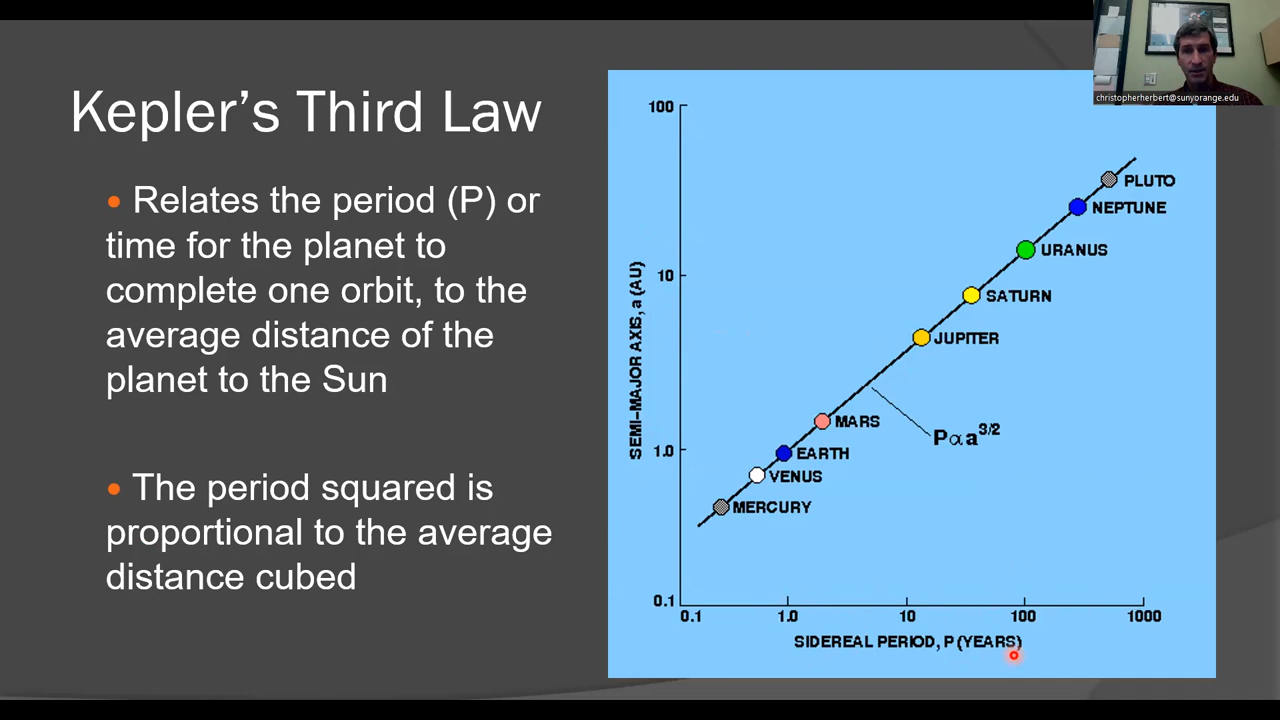 christopherherbert@sunyorange.edu
Kepler's Third Law
• Relates the period (P) or
time for the planet to
complete one orbit, to the
average distance of the
planet to the Sun
• The period squared is
proportional to the average
distance cubed
SEMI-MAJOR AXIS, a (AU)
100
10
1.0
0.1
PLUTO
NEPTUNE
URANUS
SATURN
JUPITER
MARS
P∝a^3/2
EARTH
VENUS
MERCURY
0.1 1.0 10 100 1000
SIDEREAL PERIOD, P (YEARS)